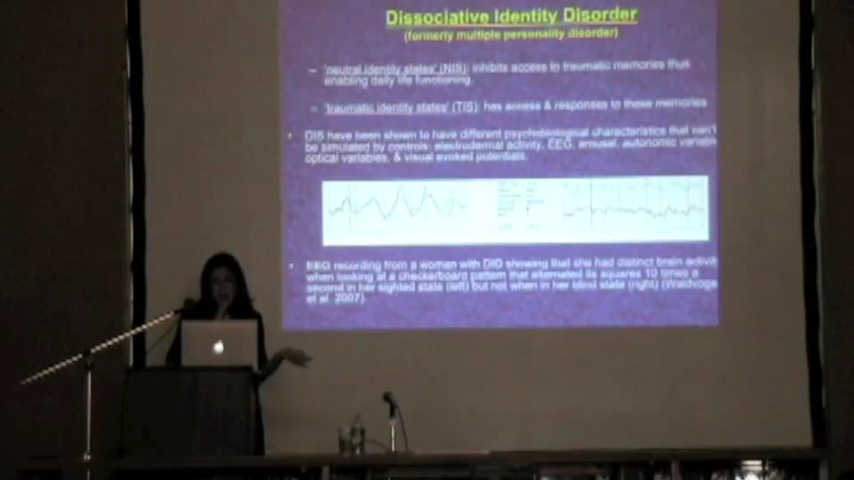 Dissociative Identity Disorder
(formerly multiple personality disorder)
– 'neutral identity states' (NIS): inhibits access to traumatic memories thus
enabling daily life functioning.
– 'traumatic identity states' (TIS): has access & responses to these memories
• DIS have been shown to have different psychobiological characteristics that can't
be simulated by controls: electrodermal activity, EEG, arousal, autonomic variable
optical variables, & visual evoked potentials.
• EEG recording from a women with DID showing that she had distinct brain activit
when looking at a checkerboard pattern that alternated its squares 10 times a
second in her sighted state (left) but not when in her blind state (right) (Waldvoge
et al. 2007)